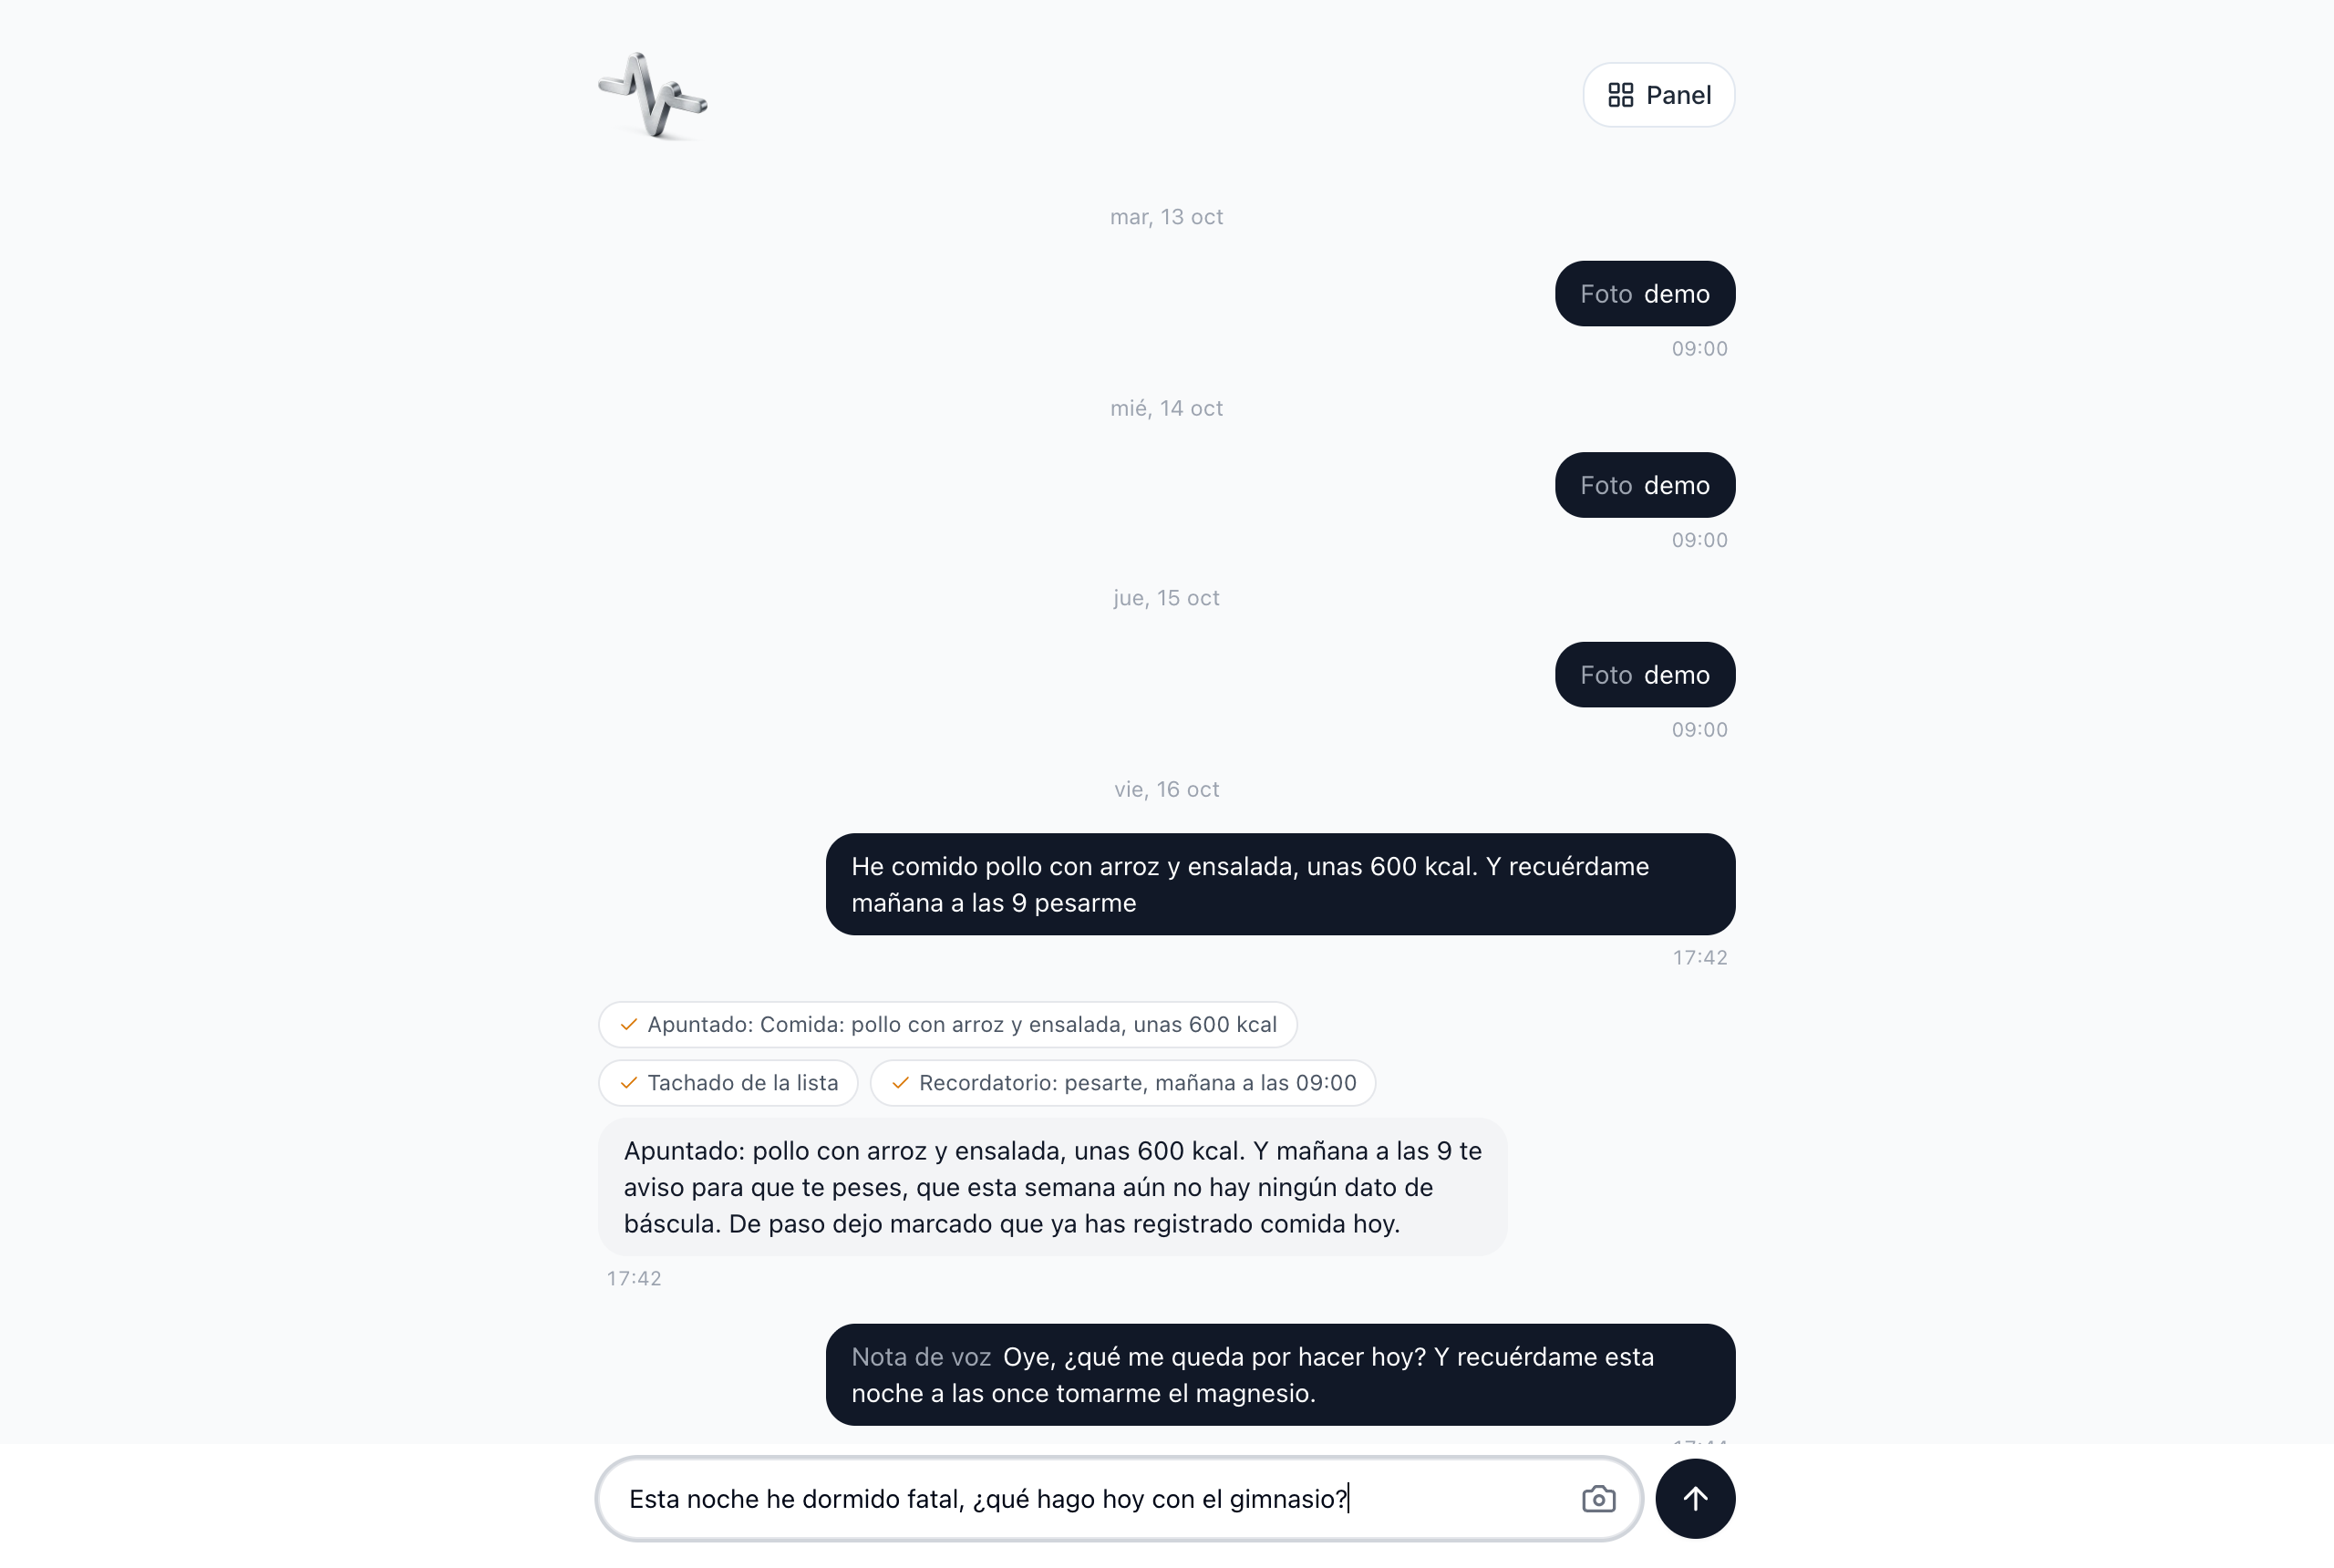 Panel
mar, 13 oct
Foto demo
09:00
mié, 14 oct
Foto demo
09:00
jue, 15 oct
Foto demo
09:00
vie, 16 oct
He comido pollo con arroz y ensalada, unas 600 kcal. Y recuérdame
mañana a las 9 pesarme
17:42
Apuntado: Comida: pollo con arroz y ensalada, unas 600 kcal
Tachado de la lista
Recordatorio: pesarte, mañana a las 09:00
Apuntado: pollo con arroz y ensalada, unas 600 kcal. Y mañana a las 9 te
aviso para que te peses, que esta semana aún no hay ningún dato de
báscula. De paso dejo marcado que ya has registrado comida hoy.
17:42
Nota de voz Oye, ¿qué me queda por hacer hoy? Y recuérdame esta
noche a las once tomarme el magnesio.
Esta noche he dormido fatal, ¿qué hago hoy con el gimnasio?